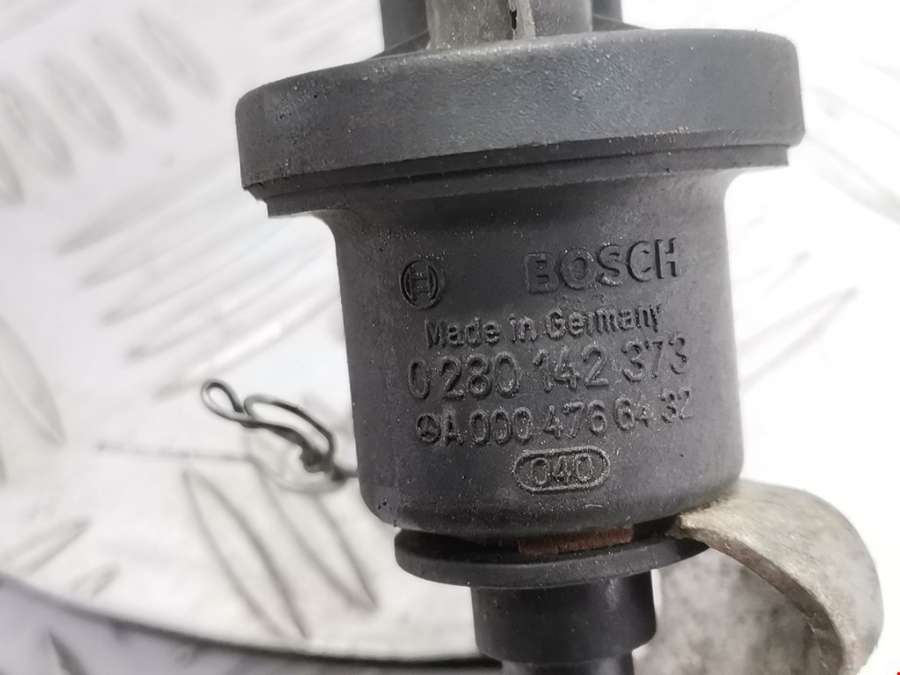 BOSCH
Made in Germany
0 280 142 373
A 000 476 64 32
040